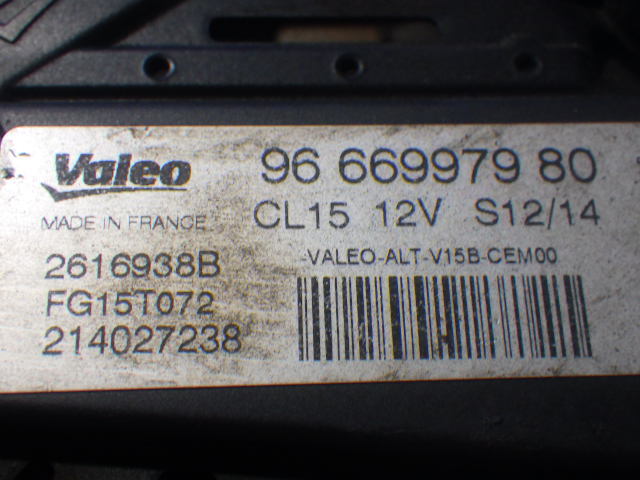 Valeo
MADE IN FRANCE
2616938B
FG15T072
214027238
96 669979 80
CL15 12V S12/14
-VALEO-ALT-V15B-CEM00